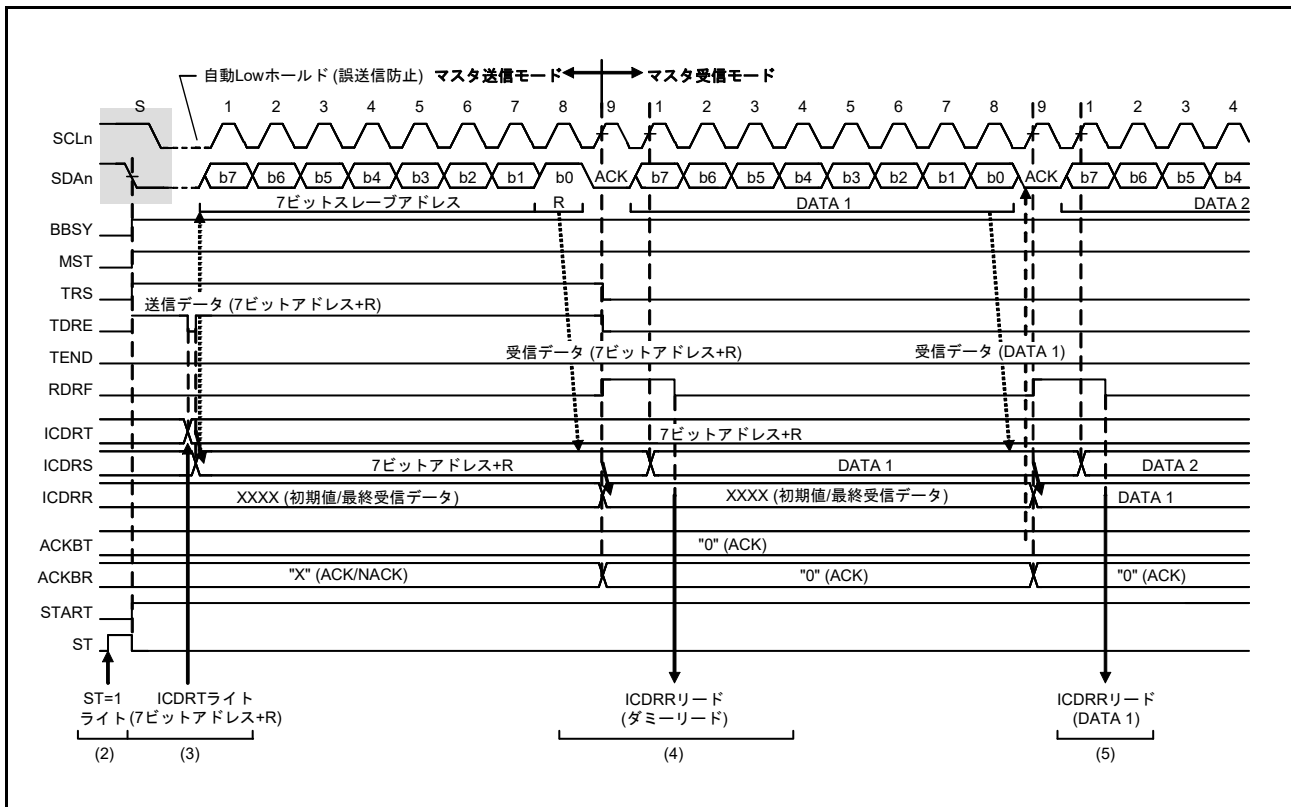 自動Lowホールド (誤送信防止) マスタ送信モード マスタ受信モード
S 1 2 3 4 5 6 7 8 9 1 2 3 4 5 6 7 8 9 1 2 3 4
SCLn
SDAn b7 b6 b5 b4 b3 b2 b1 b0 ACK b7 b6 b5 b4 b3 b2 b1 b0 ACK b7 b6 b5 b4
7ビットスレーブアドレス R DATA 1 DATA 2
BBSY
MST
TRS
送信データ (7ビットアドレス+R)
TDRE
受信データ (7ビットアドレス+R) 受信データ (DATA 1)
TEND
RDRF
ICDRT 7ビットアドレス+R
ICDRS 7ビットアドレス+R DATA 1 DATA 2
ICDRR XXXX (初期値/最終受信データ) XXXX (初期値/最終受信データ) DATA 1
ACKBT "0" (ACK)
ACKBR "X" (ACK/NACK) "0" (ACK) "0" (ACK)
START
ST
ST=1 ICDRTライト ICDRRリード ICDRRリード
ライト (7ビットアドレス+R) (ダミーリード) (DATA 1)
(2) (3) (4) (5)